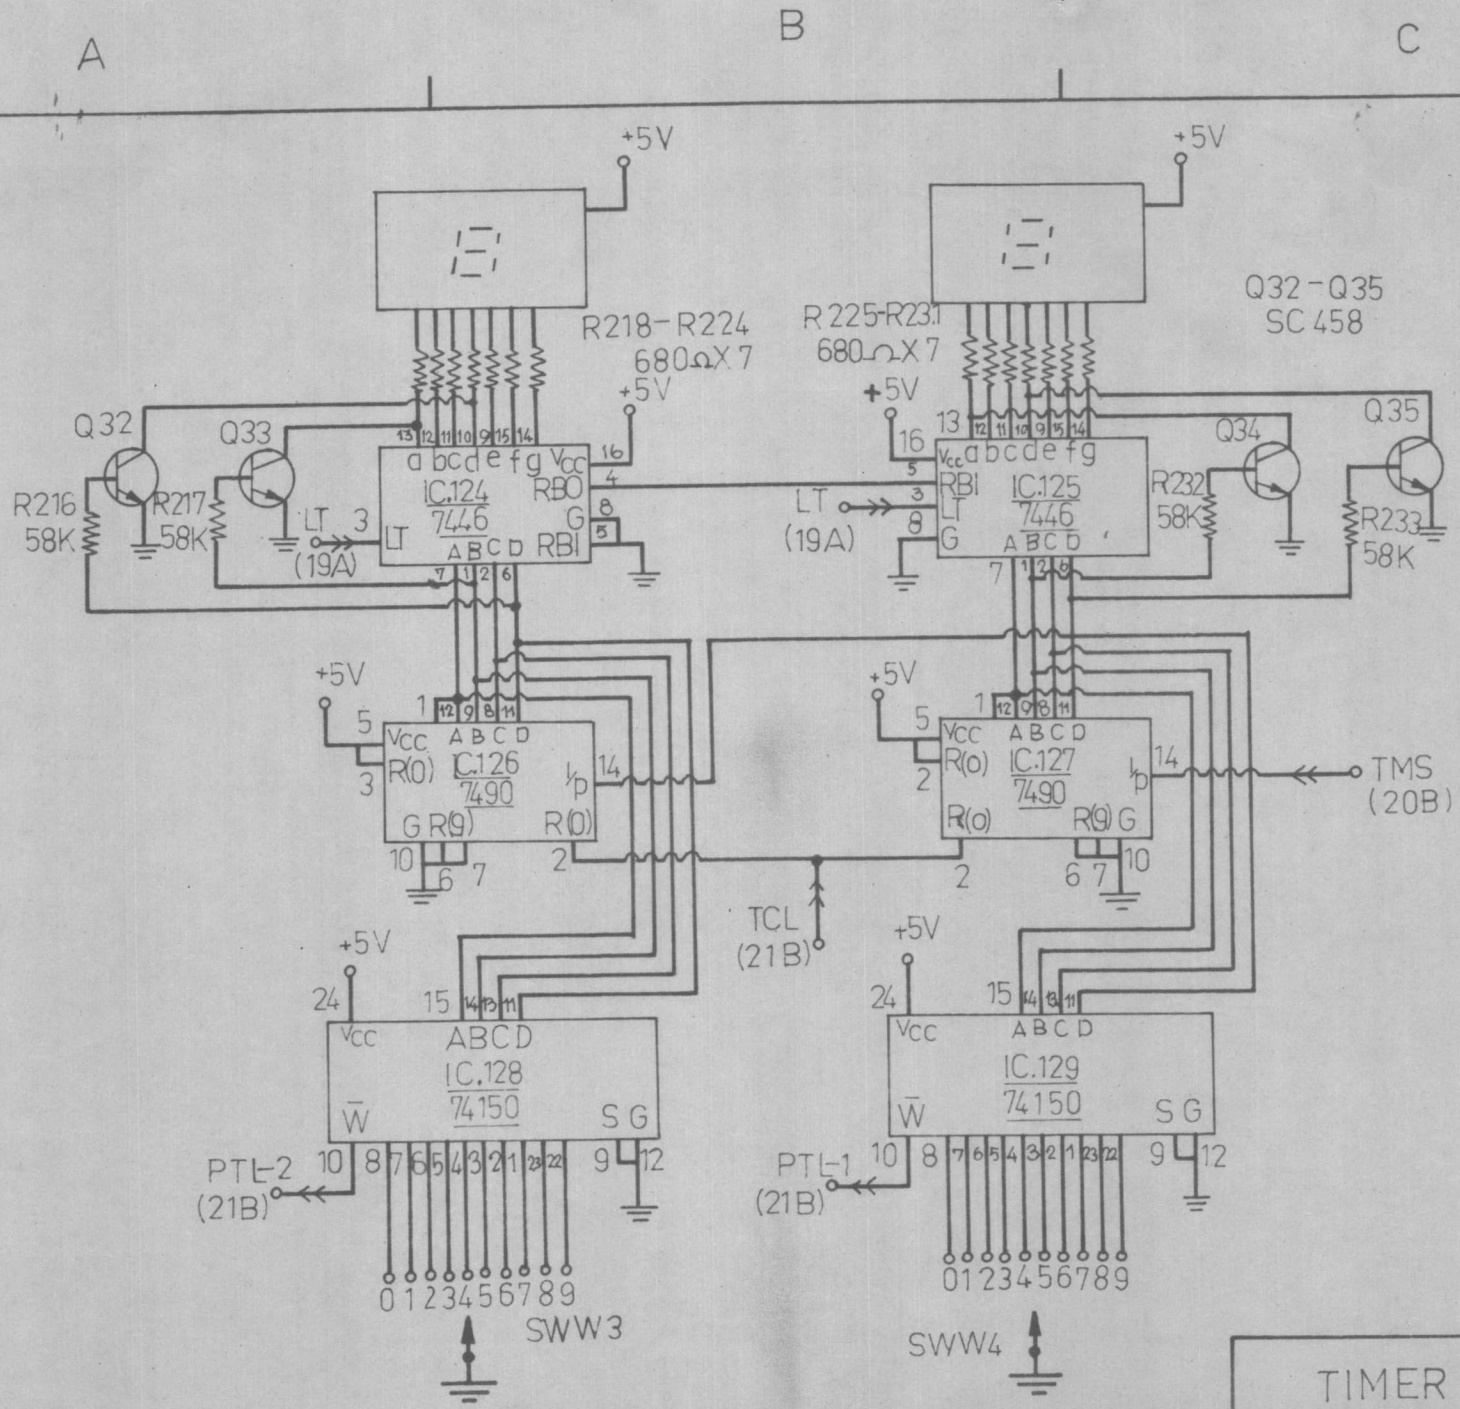 A B C
+5V +5V
R218-R224
680ΩX7
R225-R231
680ΩX7
Q32-Q35
SC 458
+5V +5V
Q32 Q33 Q34 Q35
13 12 11 10 9 15 14
a b c d e f g Vcc 16
IC.124
7446
RBO 4
G 8
RBI 5
LT
A B C D
7 1 2 6
R216
58K
R217
58K
LT 3
(19A)
13 12 11 10 9 15 14
16 Vcc a b c d e f g
5 RBI
IC.125
7446
3 LT
8 G
A B C D
7 1 2 6
LT
(19A)
R232
58K
R233
58K
+5V
1 12 9 8 11
5 Vcc A B C D
3 R(0)
IC.126
7490
I/p 14
G R(9) R(0)
10 6 7 2
+5V
1 12 9 8 11
5 Vcc A B C D
2 R(0)
IC.127
7490
I/p 14
R(0) R(9) G
2 6 7 10
TMS
(20B)
TCL
(21B)
+5V
24 15 14 13 11
Vcc A B C D
IC.128
74150
W̅ S G
10 8 7 6 5 4 3 2 1 23 22 9 12
PTL-2
(21B)
0 1 2 3 4 5 6 7 8 9
SWW3
+5V
24 15 14 13 11
Vcc A B C D
IC.129
74150
W̅ S G
10 8 7 6 5 4 3 2 1 23 22 9 12
PTL-1
(21B)
0 1 2 3 4 5 6 7 8 9
SWW4
TIMER